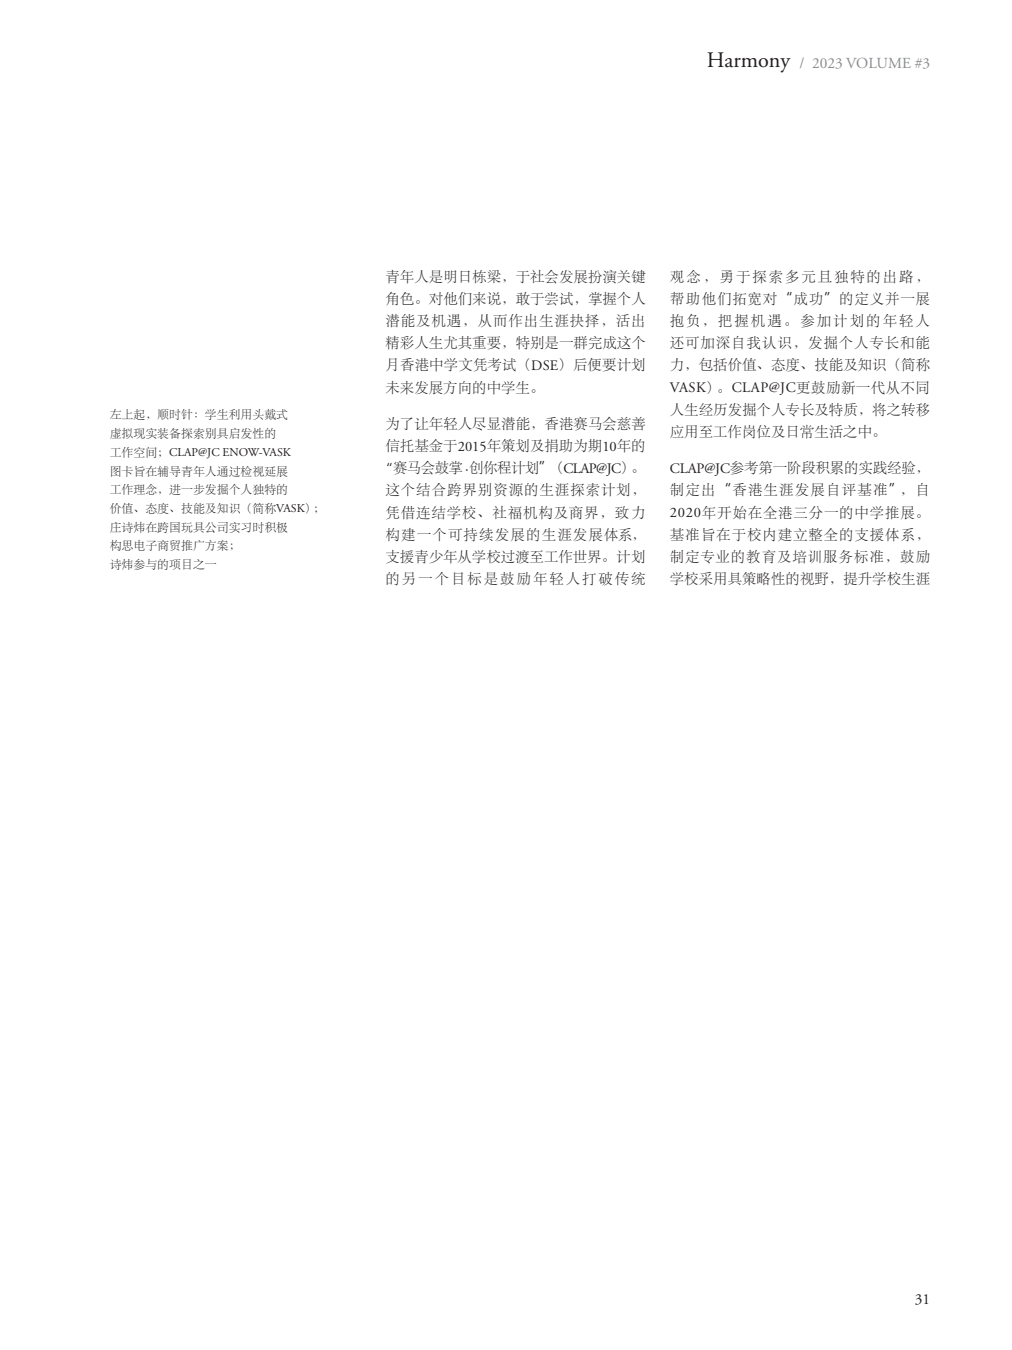 Harmony / 2023 VOLUME #3
左上起，顺时针：学生利用头戴式
虚拟现实装备探索别具启发性的
工作空间；CLAP@JC ENOW-VASK
图卡旨在辅导青年人通过检视延展
工作理念，进一步发掘个人独特的
价值、态度、技能及知识（简称VASK）；
庄诗炜在跨国玩具公司实习时积极
构思电子商贸推广方案；
诗炜参与的项目之一
青年人是明日栋梁，于社会发展扮演关键
角色。对他们来说，敢于尝试，掌握个人
潜能及机遇，从而作出生涯抉择，活出
精彩人生尤其重要，特别是一群完成这个
月香港中学文凭考试（DSE）后便要计划
未来发展方向的中学生。
为了让年轻人尽显潜能，香港赛马会慈善
信托基金于2015年策划及捐助为期10年的
“赛马会鼓掌·创你程计划”（CLAP@JC）。
这个结合跨界别资源的生涯探索计划，
凭借连结学校、社福机构及商界，致力
构建一个可持续发展的生涯发展体系，
支援青少年从学校过渡至工作世界。计划
的另一个目标是鼓励年轻人打破传统
观念，勇于探索多元且独特的出路，
帮助他们拓宽对“成功”的定义并一展
抱负，把握机遇。参加计划的年轻人
还可加深自我认识，发掘个人专长和能
力，包括价值、态度、技能及知识（简称
VASK）。CLAP@JC更鼓励新一代从不同
人生经历发掘个人专长及特质，将之转移
应用至工作岗位及日常生活之中。
CLAP@JC参考第一阶段积累的实践经验，
制定出“香港生涯发展自评基准”，自
2020年开始在全港三分一的中学推展。
基准旨在于校内建立整全的支援体系，
制定专业的教育及培训服务标准，鼓励
学校采用具策略性的视野，提升学校生涯
31